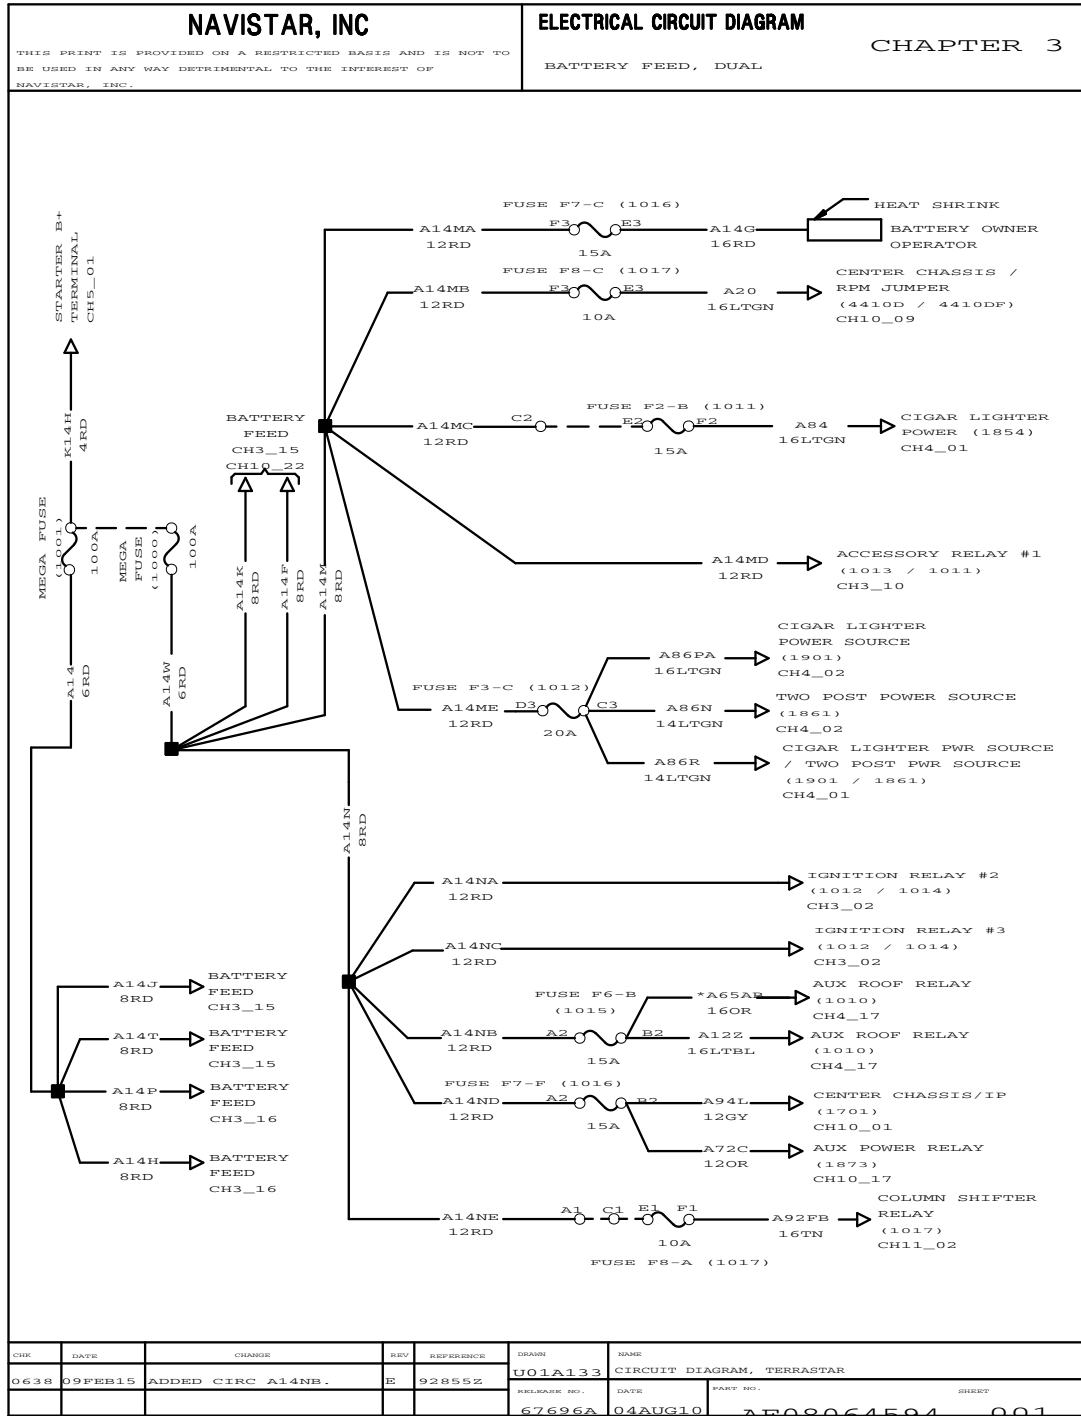 NAVISTAR, INC
THIS PRINT IS PROVIDED ON A RESTRICTED BASIS AND IS NOT TO
BE USED IN ANY WAY DETRIMENTAL TO THE INTEREST OF
NAVISTAR, INC.
ELECTRICAL CIRCUIT DIAGRAM
BATTERY FEED, DUAL
CHAPTER 3
STARTER B+
TERMINAL
CH5_01
K14H
4RD
MEGA FUSE
(1001)
100A
MEGA
FUSE
(1000)
100A
A14
6RD
A14W
6RD
BATTERY
FEED
CH3_15
CH10_22
A14K
8RD
A14F
8RD
A14M
8RD
FUSE F7-C (1016)
A14MA
12RD
F3
E3
15A
A14G
16RD
HEAT SHRINK
BATTERY OWNER
OPERATOR
FUSE F8-C (1017)
A14MB
12RD
F3
E3
10A
A20
16LTGN
CENTER CHASSIS /
RPM JUMPER
(4410D / 4410DF)
CH10_09
FUSE F2-B (1011)
A14MC
12RD
C2
E2
F2
15A
A84
16LTGN
CIGAR LIGHTER
POWER (1854)
CH4_01
A14MD
12RD
ACCESSORY RELAY #1
(1013 / 1011)
CH3_10
FUSE F3-C (1012)
A14ME
12RD
D3
C3
20A
A86PA
16LTGN
CIGAR LIGHTER
POWER SOURCE
(1901)
CH4_02
A86N
14LTGN
TWO POST POWER SOURCE
(1861)
CH4_02
A86R
14LTGN
CIGAR LIGHTER PWR SOURCE
/ TWO POST PWR SOURCE
(1901 / 1861)
CH4_01
A14N
8RD
A14NA
12RD
IGNITION RELAY #2
(1012 / 1014)
CH3_02
A14NC
12RD
IGNITION RELAY #3
(1012 / 1014)
CH3_02
FUSE F6-B
(1015)
A14NB
12RD
A2
B2
15A
*A65AB
16OR
AUX ROOF RELAY
(1010)
CH4_17
A12Z
16LTBL
AUX ROOF RELAY
(1010)
CH4_17
FUSE F7-F (1016)
A14ND
12RD
A2
B2
15A
A94L
12GY
CENTER CHASSIS/IP
(1701)
CH10_01
A72C
12OR
AUX POWER RELAY
(1873)
CH10_17
A14NE
12RD
A1
C1
E1
F1
10A
FUSE F8-A (1017)
A92FB
16TN
COLUMN SHIFTER
RELAY
(1017)
CH11_02
A14J
8RD
BATTERY
FEED
CH3_15
A14T
8RD
BATTERY
FEED
CH3_15
A14P
8RD
BATTERY
FEED
CH3_16
A14H
8RD
BATTERY
FEED
CH3_16
CHK DATE CHANGE REV REFERENCE
0638 09FEB15 ADDED CIRC A14NB. E 92855Z
DRAWN
U01A133
NAME
CIRCUIT DIAGRAM, TERRASTAR
RELEASE NO.
67696A
DATE
04AUG10
PART NO.
AE08064594
SHEET
001